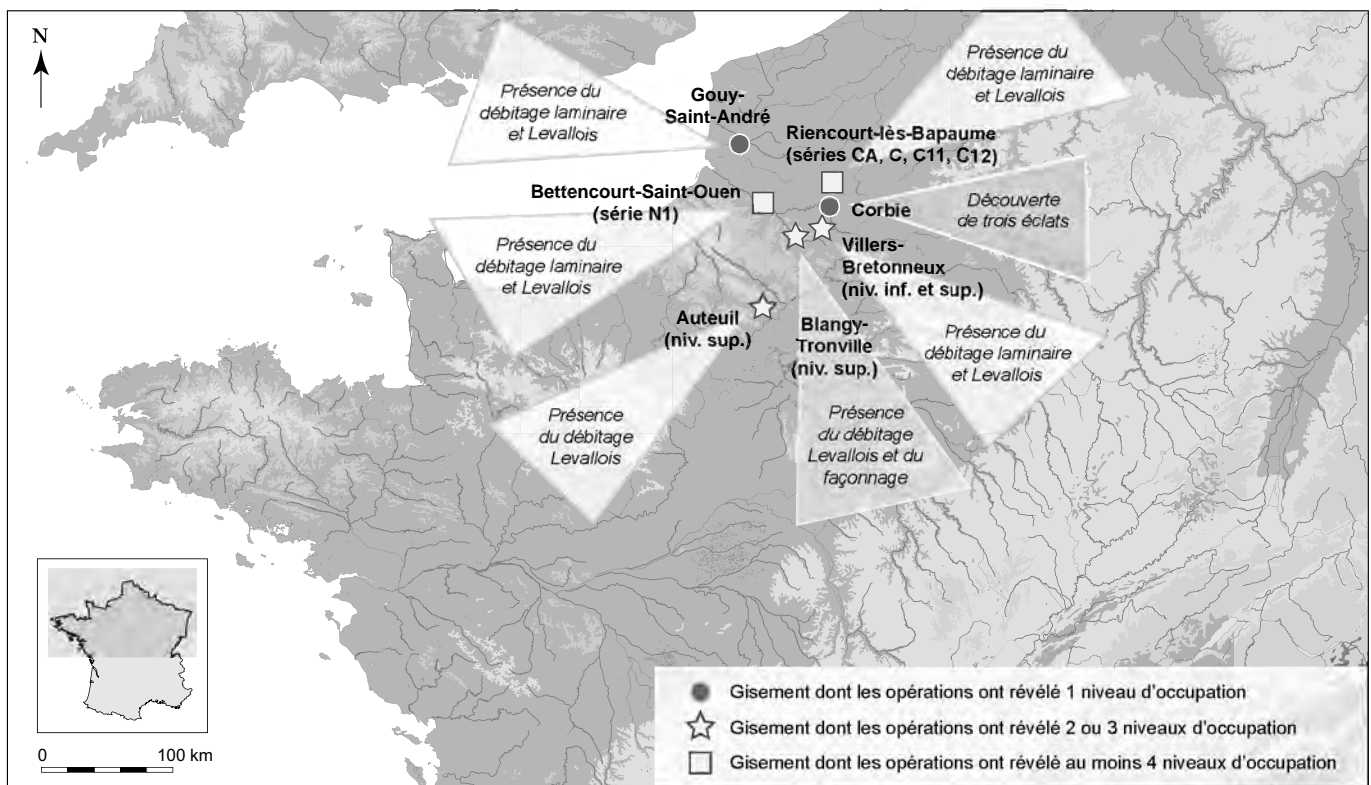 N
Présence du
débitage laminaire
et Levallois
Gouy-
Saint-André
Présence du
débitage laminaire
et Levallois
Riencourt-lès-Bapaume
(séries CA, C, C11, C12)
Bettencourt-Saint-Ouen
(série N1)
Corbie
Découverte
de trois éclats
Présence du
débitage laminaire
et Levallois
Villers-
Bretonneux
(niv. inf. et sup.)
Auteuil
(niv. sup.)
Blangy-
Tronville
(niv. sup.)
Présence du
débitage laminaire
et Levallois
Présence
du débitage
Levallois
Présence
du débitage
Levallois et du
façonnage
Gisement dont les opérations ont révélé 1 niveau d'occupation
Gisement dont les opérations ont révélé 2 ou 3 niveaux d'occupation
Gisement dont les opérations ont révélé au moins 4 niveaux d'occupation
0 100 km